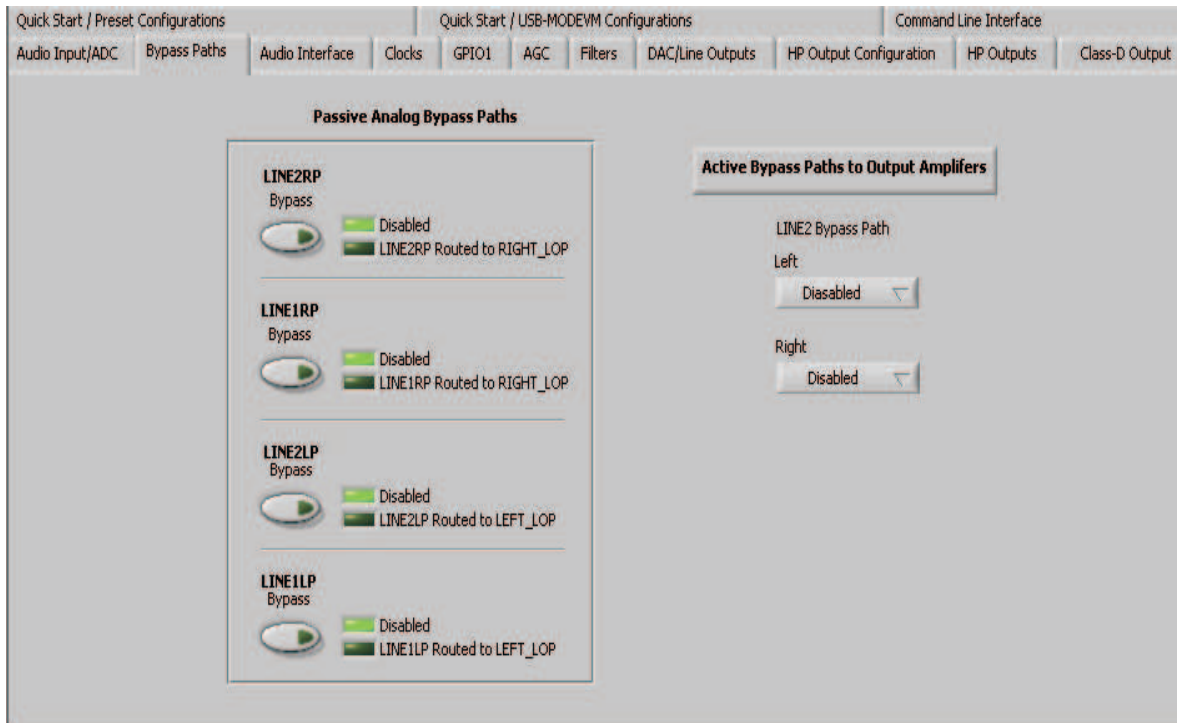 Quick Start / Preset Configurations
Quick Start / USB-MODEVM Configurations
Command Line Interface
Audio Input/ADC
Bypass Paths
Audio Interface
Clocks
GPIO1
AGC
Filters
DAC/Line Outputs
HP Output Configuration
HP Outputs
Class-D Output
Passive Analog Bypass Paths
LINE2RP
Bypass
Disabled
LINE2RP Routed to RIGHT_LOP
LINE1RP
Bypass
Disabled
LINE1RP Routed to RIGHT_LOP
LINE2LP
Bypass
Disabled
LINE2LP Routed to LEFT_LOP
LINE1LP
Bypass
Disabled
LINE1LP Routed to LEFT_LOP
Active Bypass Paths to Output Amplifers
LINE2 Bypass Path
Left
Diasabled
Right
Disabled